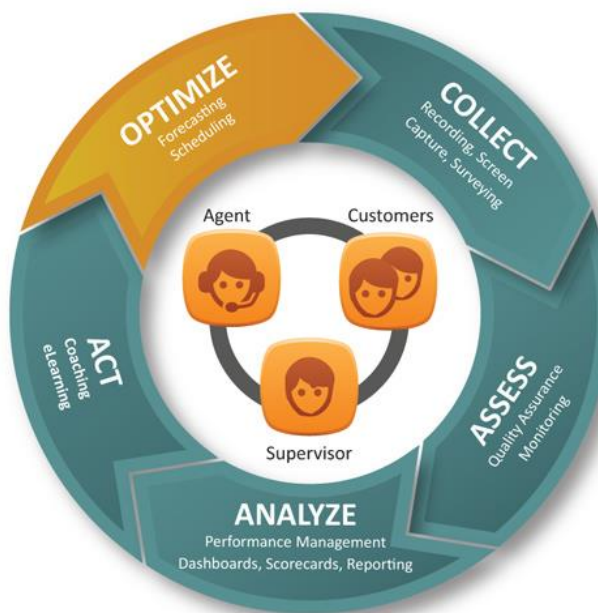 OPTIMIZE
Forecasting
Scheduling
COLLECT
Recording, Screen
Capture, Surveying
Agent
Customers
ACT
Coaching
eLearning
ASSESS
Quality Assurance
Monitoring
Supervisor
ANALYZE
Performance Management
Dashboards, Scorecards, Reporting